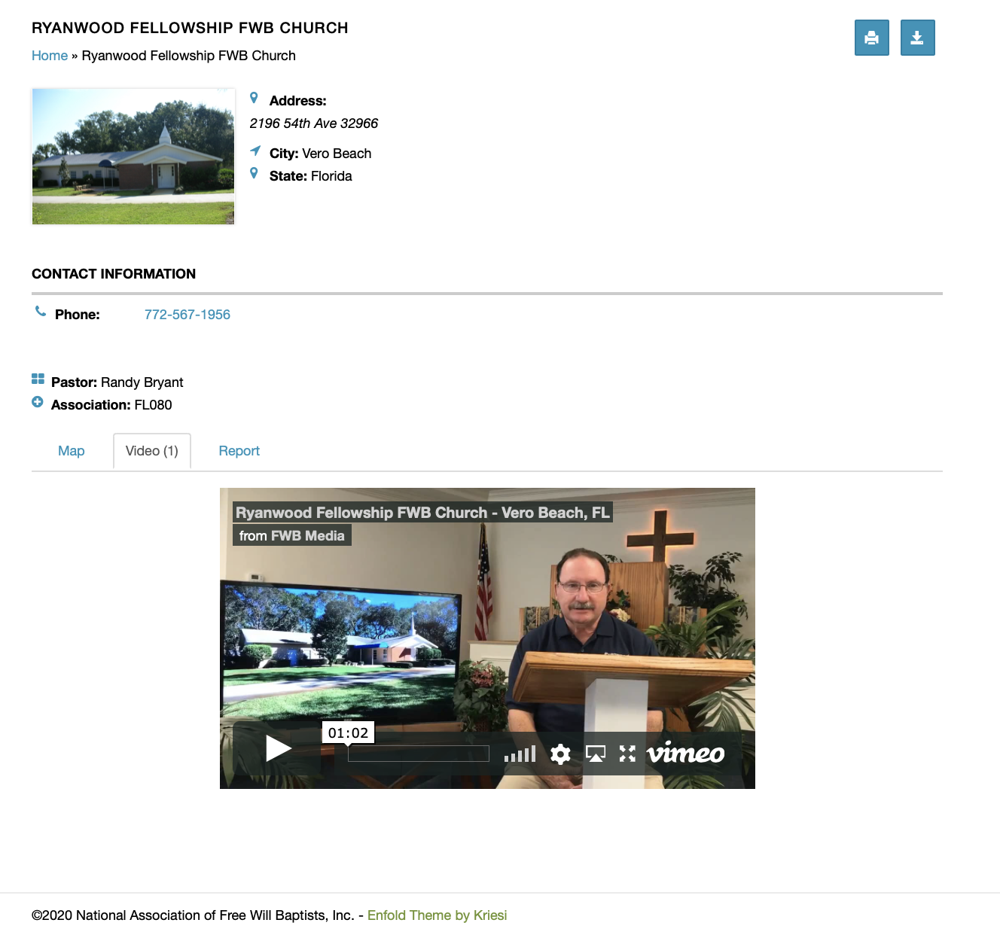 RYANWOOD FELLOWSHIP FWB CHURCH
Home » Ryanwood Fellowship FWB Church
Address:
2196 54th Ave 32966
City: Vero Beach
State: Florida
CONTACT INFORMATION
Phone: 772-567-1956
Pastor: Randy Bryant
Association: FL080
Map Video (1) Report
Ryanwood Fellowship FWB Church - Vero Beach, FL
from FWB Media
01:02
vimeo
©2020 National Association of Free Will Baptists, Inc. - Enfold Theme by Kriesi